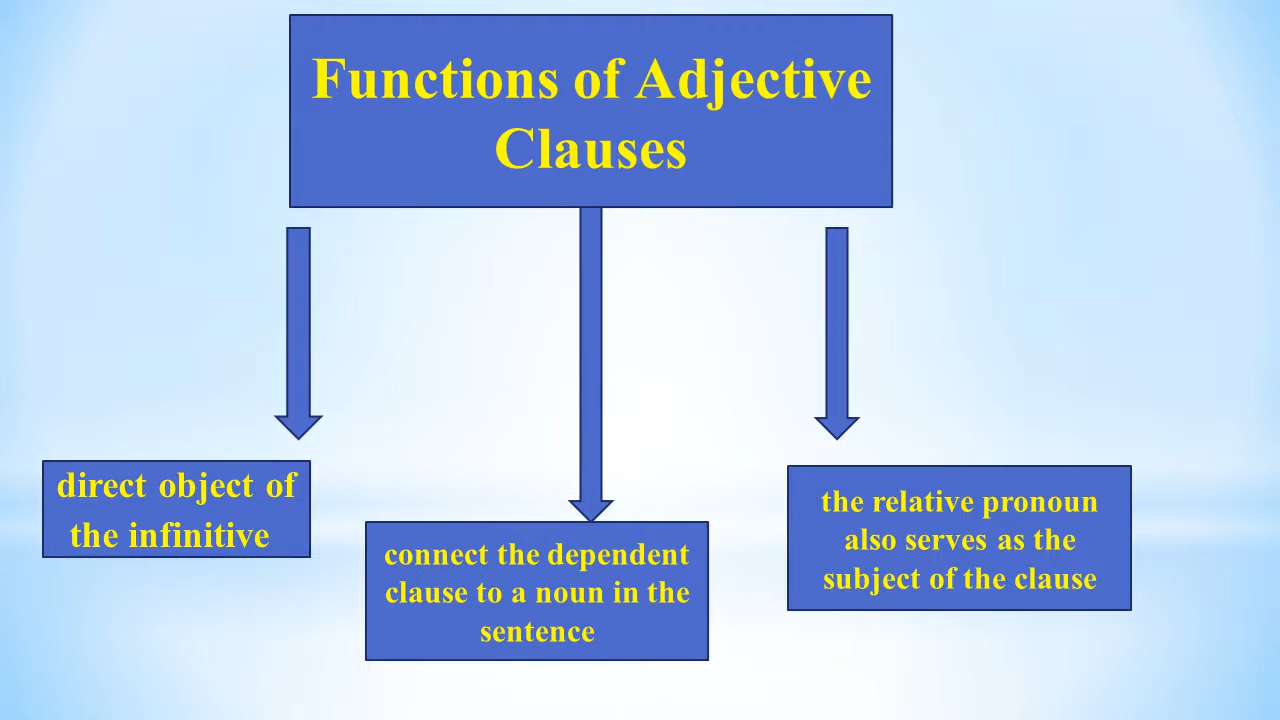 Functions of Adjective
Clauses
direct object of
the infinitive
connect the dependent
clause to a noun in the
sentence
the relative pronoun
also serves as the
subject of the clause